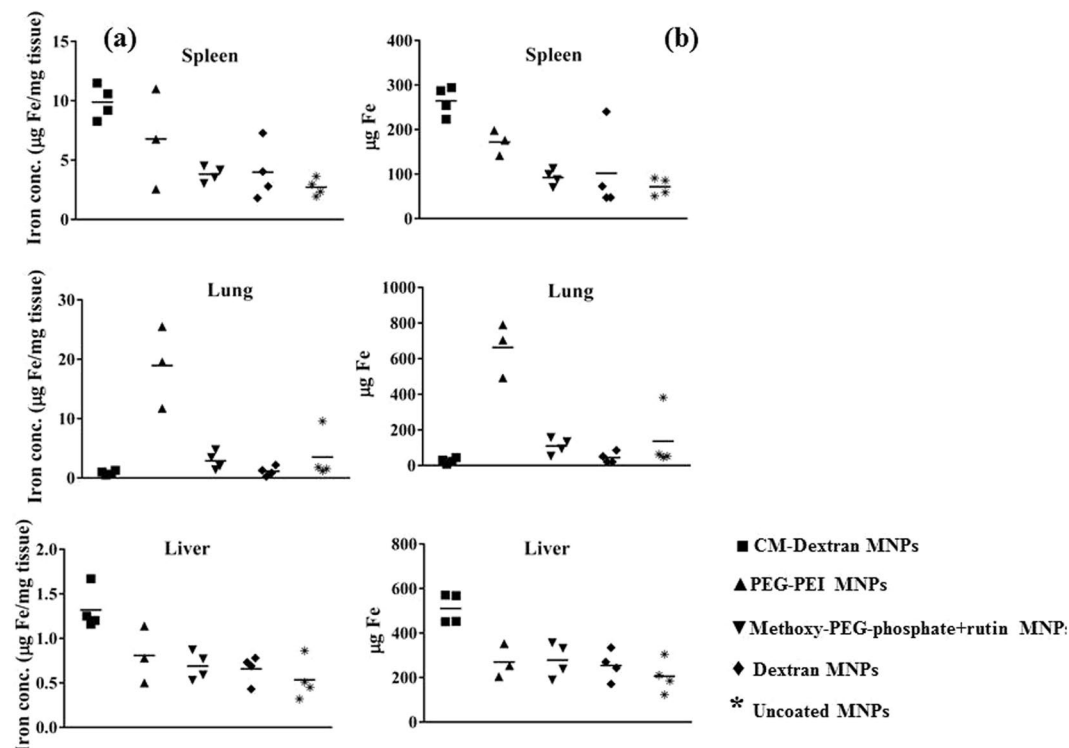 (a)
(b)
Spleen
Iron conc. (µg Fe/mg tissue)
15
10
5
0
Spleen
µg Fe
400
300
200
100
0
Lung
Iron conc. (µg Fe/mg tissue)
30
20
10
0
Lung
µg Fe
1000
800
600
400
200
0
Liver
Iron conc. (µg Fe/mg tissue)
2.0
1.5
1.0
0.5
0.0
Liver
µg Fe
800
600
400
200
0
CM-Dextran MNPs
PEG-PEI MNPs
Methoxy-PEG-phosphate+rutin MNP
Dextran MNPs
* Uncoated MNPs